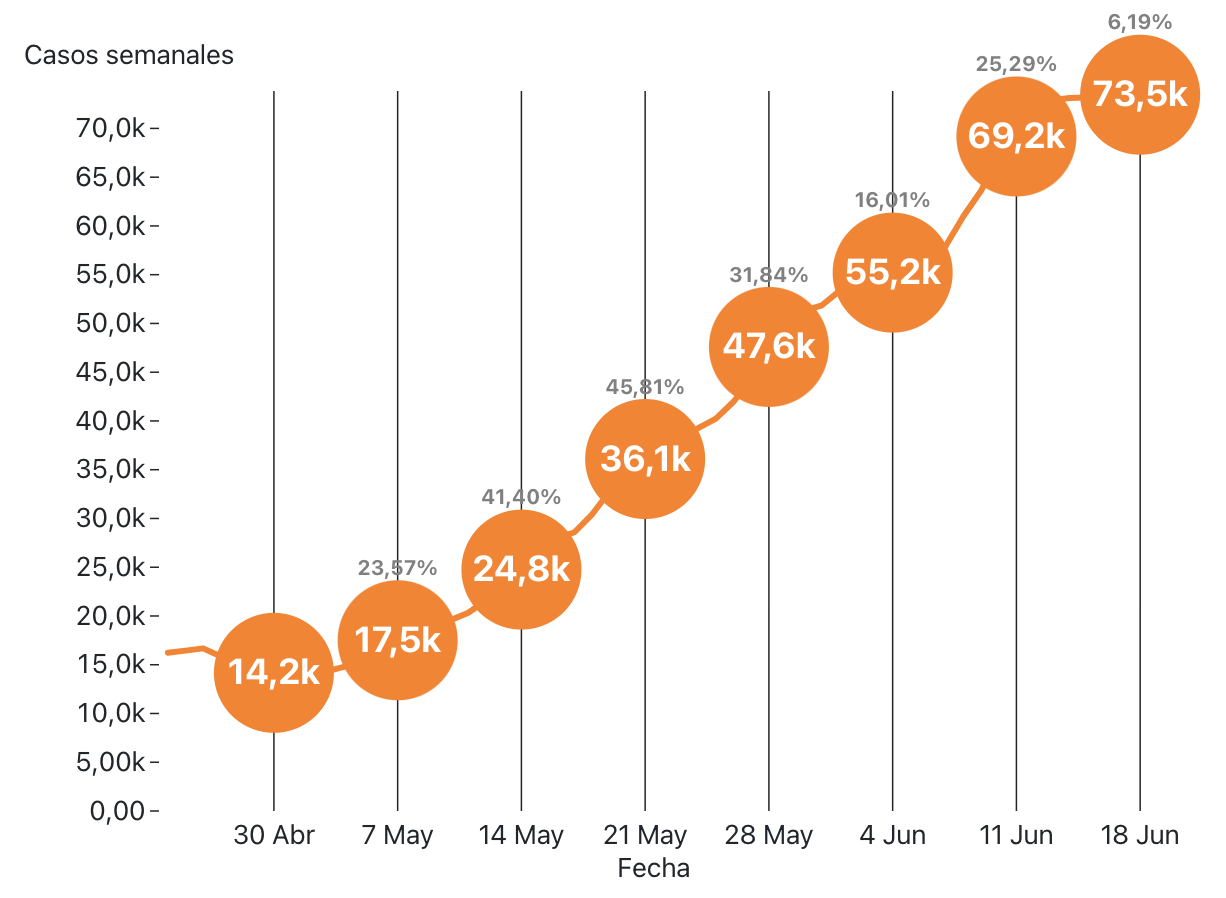 6,19%
Casos semanales
25,29%
73,5k
70,0k
69,2k
65,0k
16,01%
60,0k
55,2k
55,0k
31,84%
50,0k
47,6k
45,0k
45,81%
40,0k
36,1k
35,0k
41,40%
30,0k
24,8k
25,0k
23,57%
20,0k
17,5k
15,0k
14,2k
10,0k
5,00k
0,00
30 Abr 7 May 14 May 21 May 28 May 4 Jun 11 Jun 18 Jun
Fecha